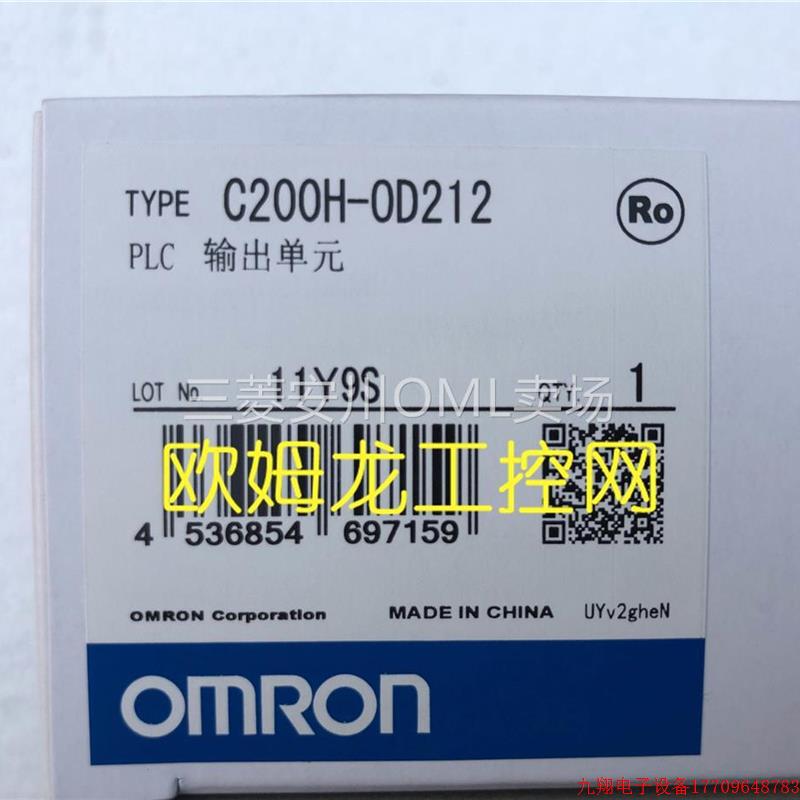 TYPE C200H-OD212
Ro
PLC 输出单元
LOT No. 11Y9S QTY. 1
三菱安川OML卖场
欧姆龙工控网
4 536854 697159
OMRON Corporation MADE IN CHINA UYv2gheN
OMRON
九翔电子设备17709648783